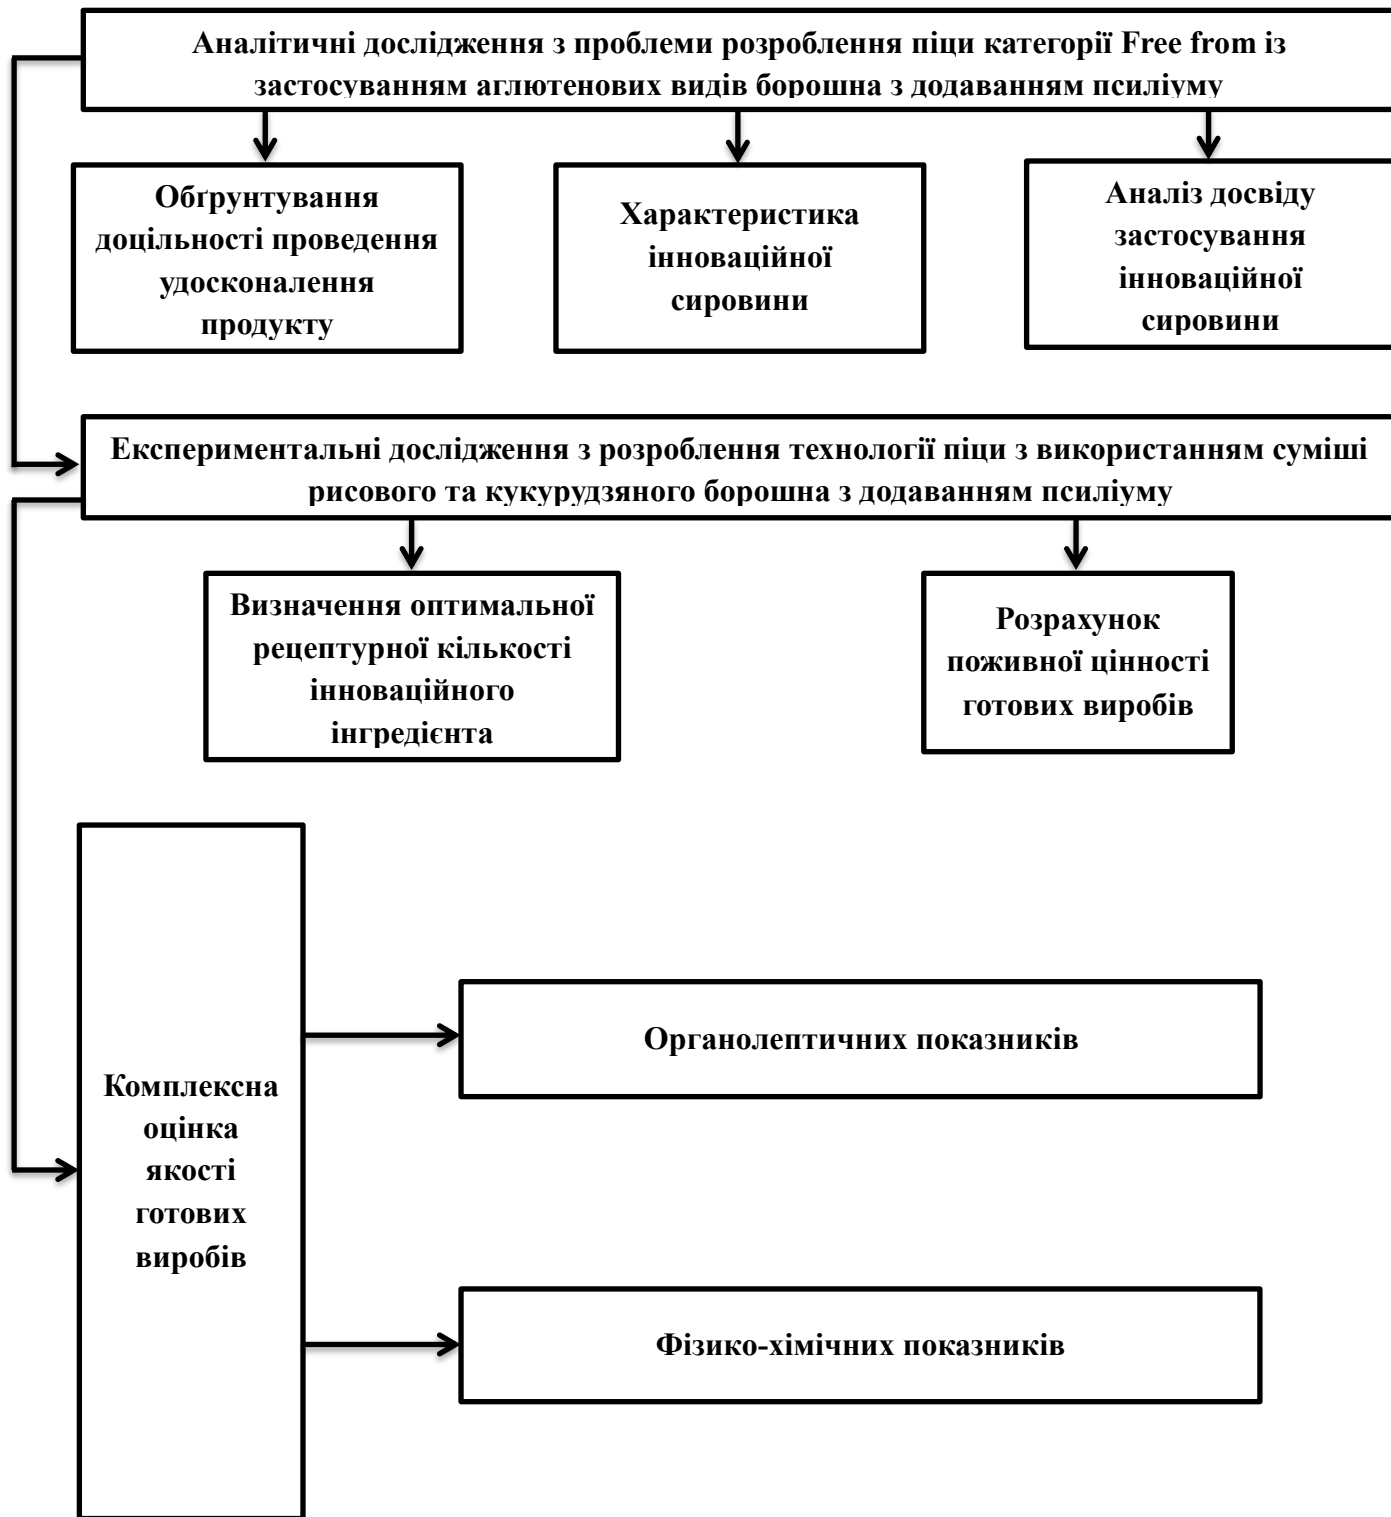 Аналітичні дослідження з проблеми розроблення піци категорії Free from із
застосуванням аглютенових видів борошна з додаванням псиліуму
Обґрунтування
доцільності проведення
удосконалення
продукту
Характеристика
інноваційної
сировини
Аналіз досвіду
застосування
інноваційної
сировини
Експериментальні дослідження з розроблення технології піци з використанням суміші
рисового та кукурудзяного борошна з додаванням псиліуму
Визначення оптимальної
рецептурної кількості
інноваційного
інгредієнта
Розрахунок
поживної цінності
готових виробів
Комплексна
оцінка
якості
готових
виробів
Органолептичних показників
Фізико-хімічних показників